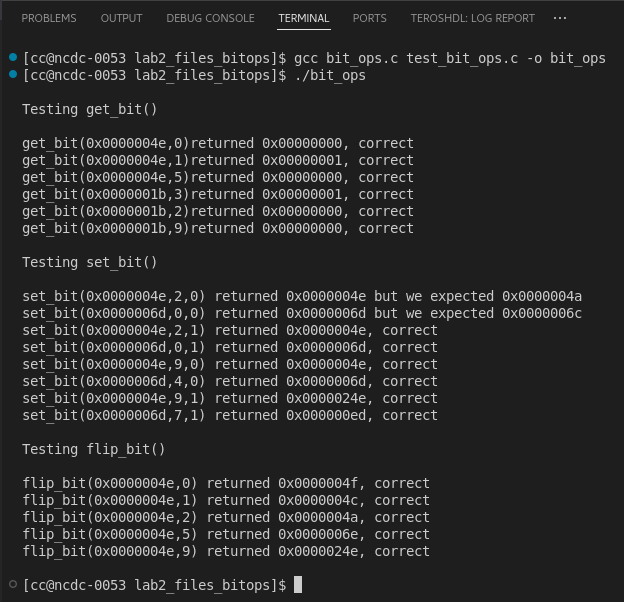 PROBLEMS OUTPUT DEBUG CONSOLE TERMINAL PORTS TEROSHDL: LOG REPORT ···
[cc@ncdc-0053 lab2_files_bitops]$ gcc bit_ops.c test_bit_ops.c -o bit_ops
[cc@ncdc-0053 lab2_files_bitops]$ ./bit_ops
Testing get_bit()
get_bit(0x0000004e,0)returned 0x00000000, correct
get_bit(0x0000004e,1)returned 0x00000001, correct
get_bit(0x0000004e,5)returned 0x00000000, correct
get_bit(0x0000001b,3)returned 0x00000001, correct
get_bit(0x0000001b,2)returned 0x00000000, correct
get_bit(0x0000001b,9)returned 0x00000000, correct
Testing set_bit()
set_bit(0x0000004e,2,0) returned 0x0000004e but we expected 0x0000004a
set_bit(0x0000006d,0,0) returned 0x0000006d but we expected 0x0000006c
set_bit(0x0000004e,2,1) returned 0x0000004e, correct
set_bit(0x0000006d,0,1) returned 0x0000006d, correct
set_bit(0x0000004e,9,0) returned 0x0000004e, correct
set_bit(0x0000006d,4,0) returned 0x0000006d, correct
set_bit(0x0000004e,9,1) returned 0x0000024e, correct
set_bit(0x0000006d,7,1) returned 0x000000ed, correct
Testing flip_bit()
flip_bit(0x0000004e,0) returned 0x0000004f, correct
flip_bit(0x0000004e,1) returned 0x0000004c, correct
flip_bit(0x0000004e,2) returned 0x0000004a, correct
flip_bit(0x0000004e,5) returned 0x0000006e, correct
flip_bit(0x0000004e,9) returned 0x0000024e, correct
[cc@ncdc-0053 lab2_files_bitops]$